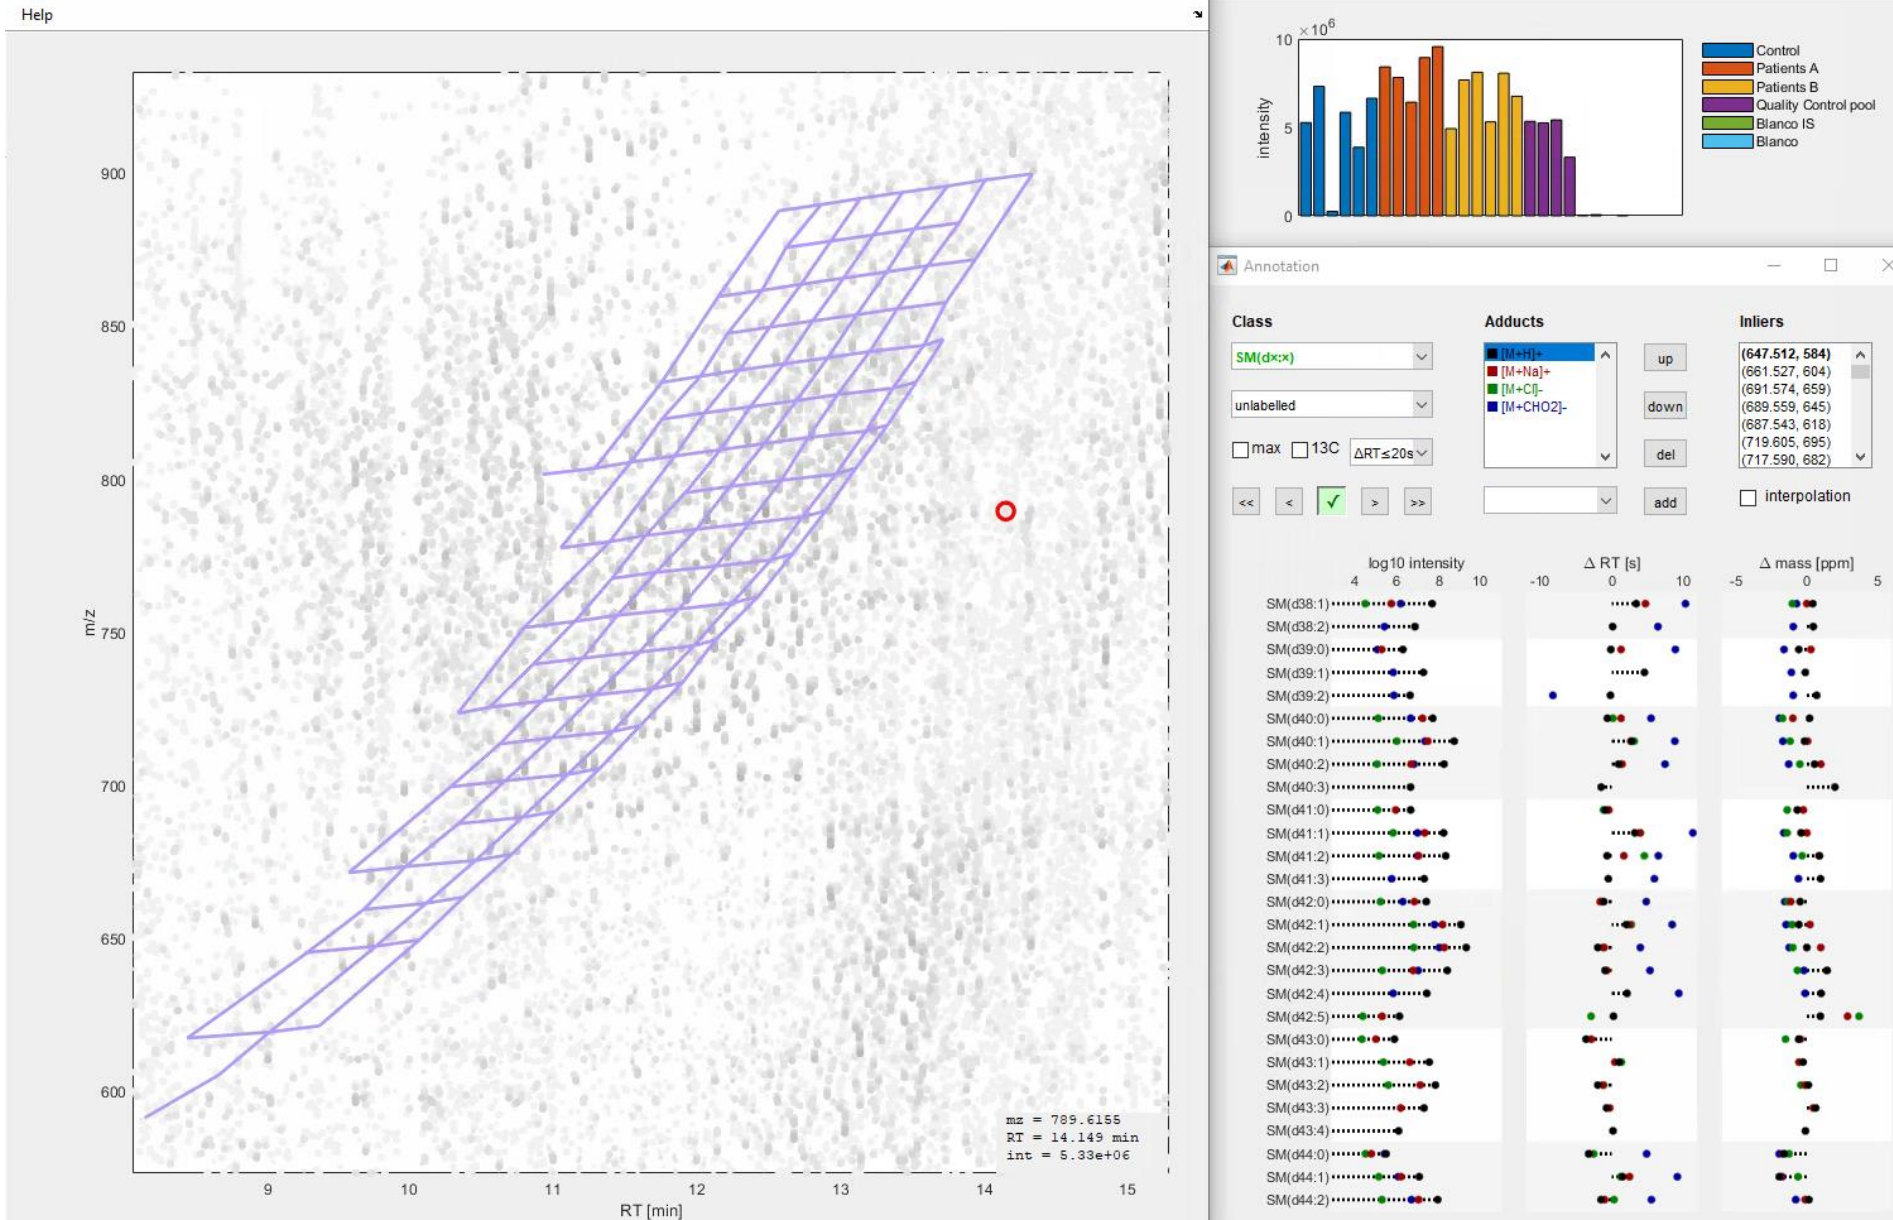 Help
900
850
800
750
700
650
600
m/z
9
10
11
12
13
14
15
RT [min]
mz = 789.6155
RT = 14.149 min
int = 5.33e+06
×10^6
10
5
0
intensity
Control
Patients A
Patients B
Quality Control pool
Blanco IS
Blanco
Annotation
Class
Adducts
Inliers
SM(d×:×)
[M+H]+
up
(647.512, 584)
[M+Na]+
(661.527, 604)
[M+Cl]-
(691.574, 659)
unlabelled
[M+CHO2]-
down
(689.559, 645)
(687.543, 618)
(719.605, 695)
max
13C
ΔRT≤20s
del
(717.590, 682)
<<
<
✓
>
>>
add
interpolation
log10 intensity
Δ RT [s]
Δ mass [ppm]
4 6 8 10
-10 0 10
-5 0 5
SM(d38:1)
SM(d38:2)
SM(d39:0)
SM(d39:1)
SM(d39:2)
SM(d40:0)
SM(d40:1)
SM(d40:2)
SM(d40:3)
SM(d41:0)
SM(d41:1)
SM(d41:2)
SM(d41:3)
SM(d42:0)
SM(d42:1)
SM(d42:2)
SM(d42:3)
SM(d42:4)
SM(d42:5)
SM(d43:0)
SM(d43:1)
SM(d43:2)
SM(d43:3)
SM(d43:4)
SM(d44:0)
SM(d44:1)
SM(d44:2)